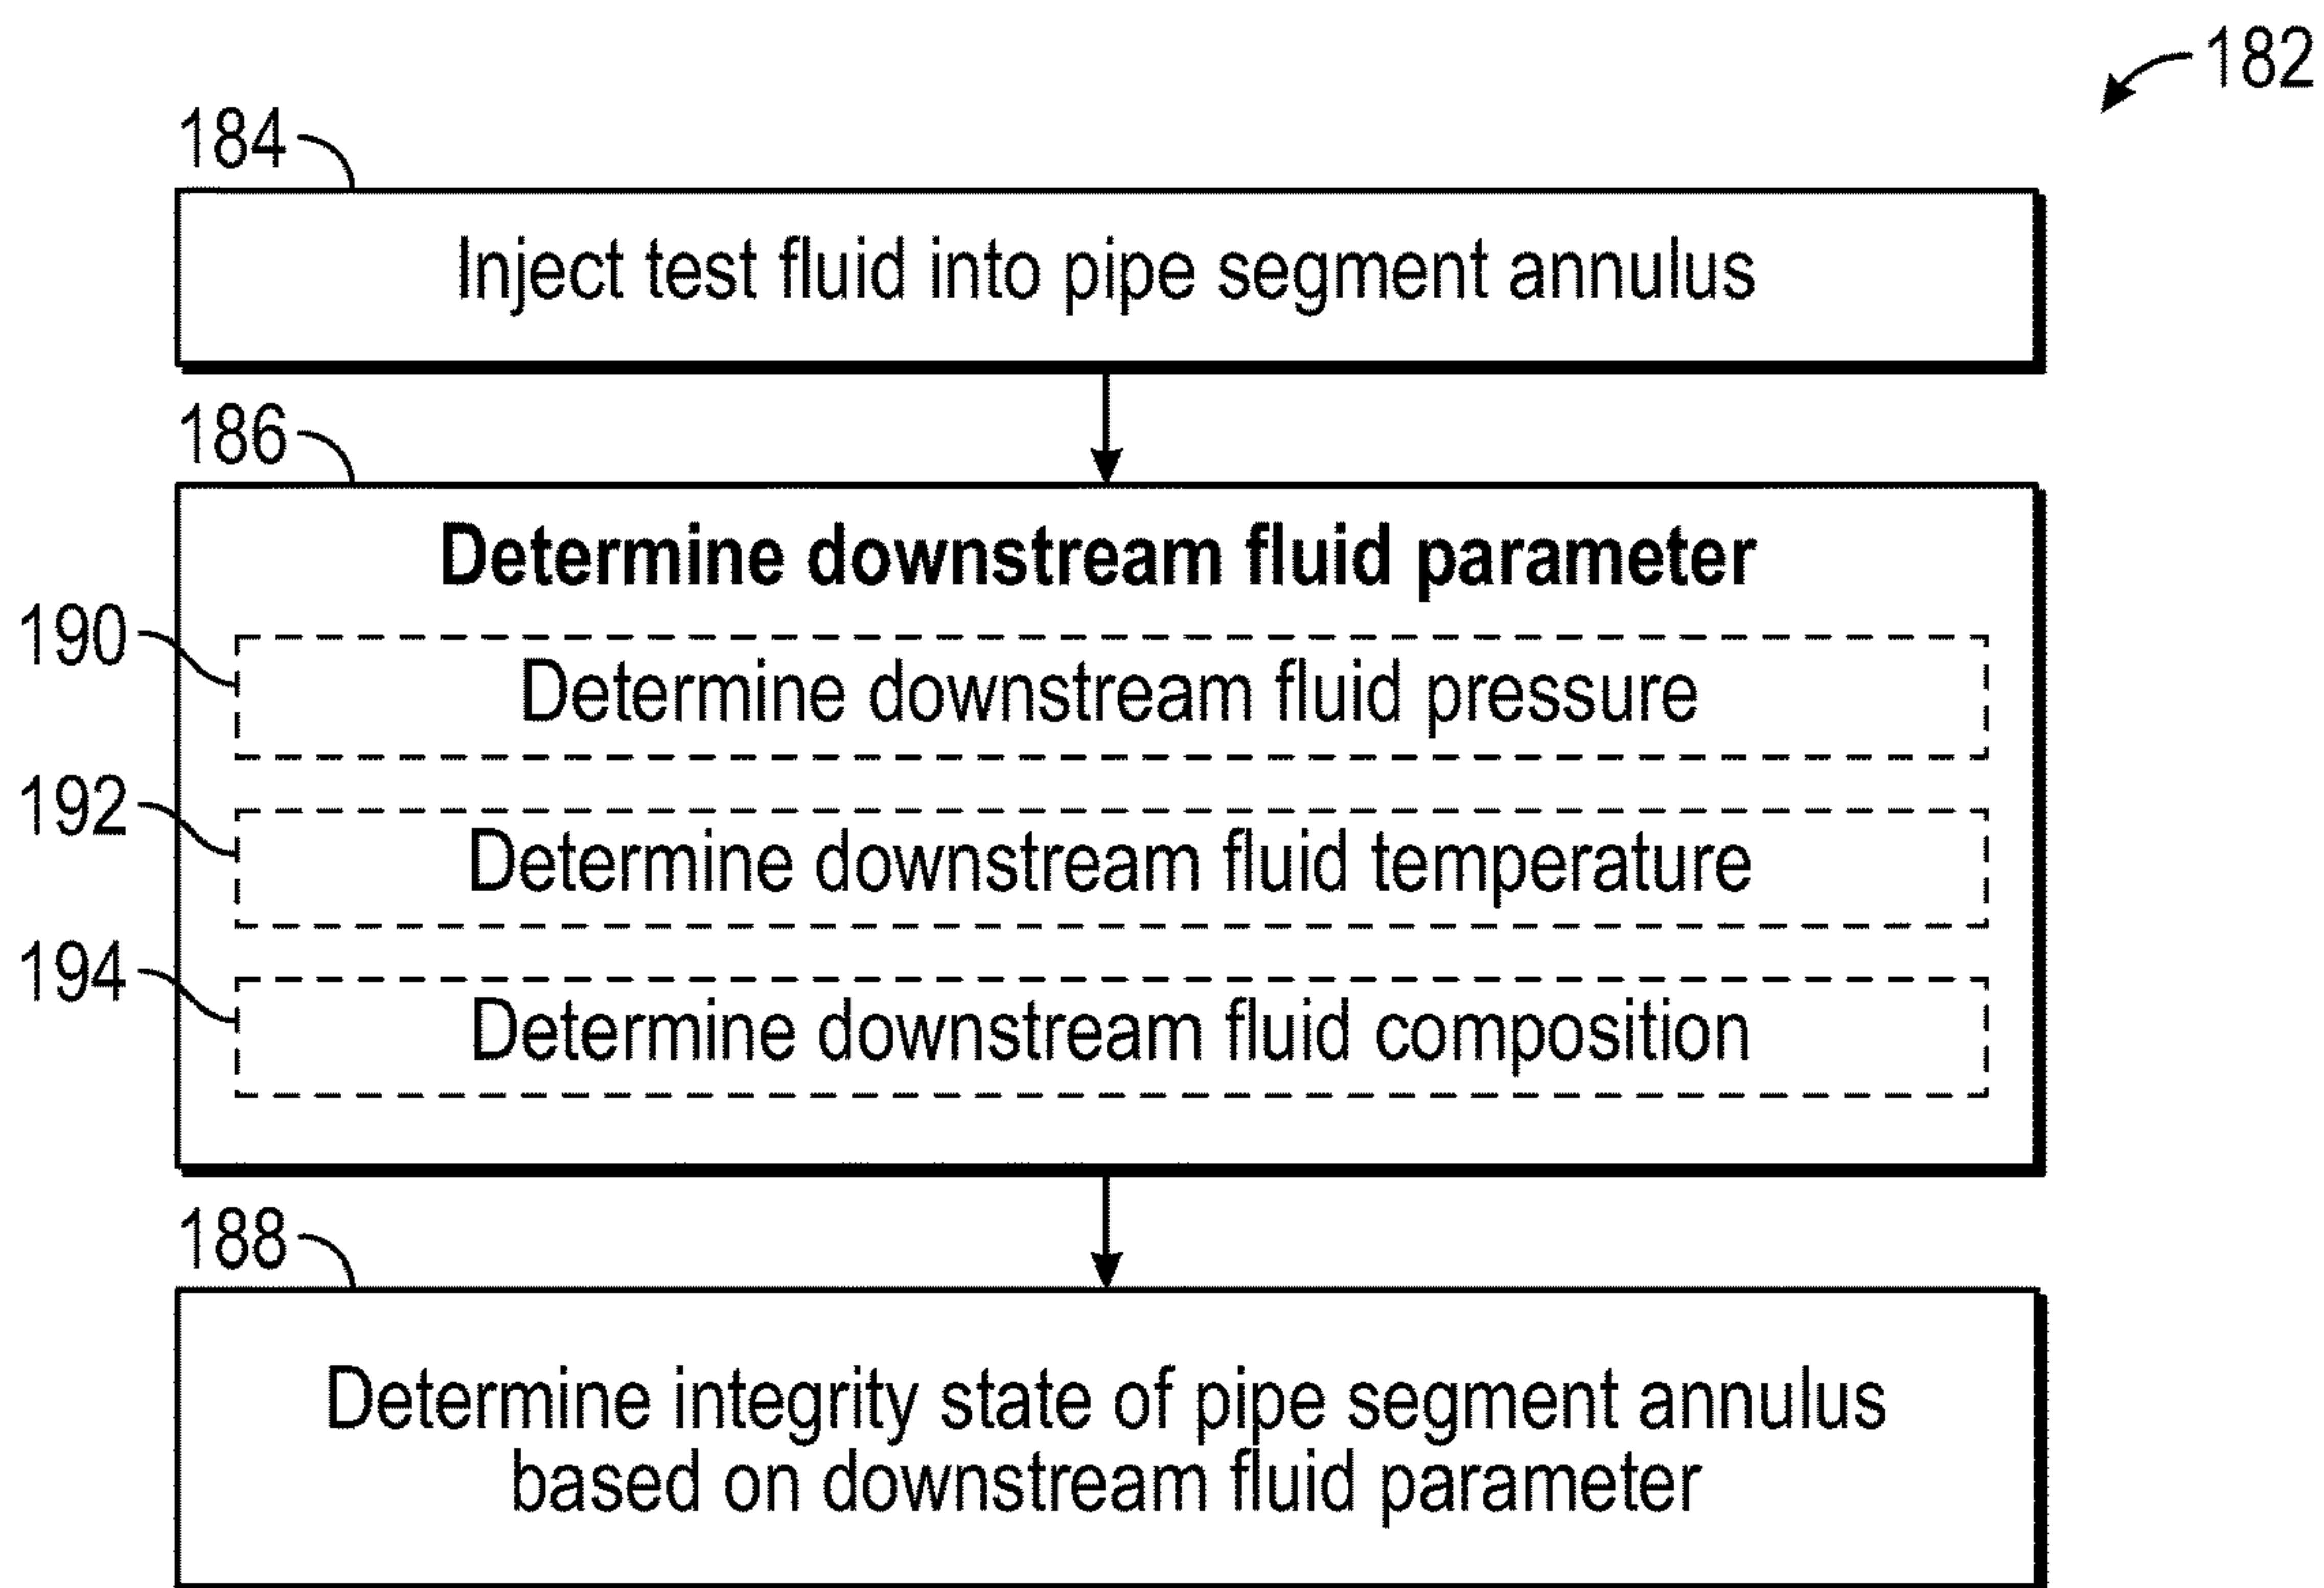 182
184
Inject test fluid into pipe segment annulus
186
Determine downstream fluid parameter
190
Determine downstream fluid pressure
192
Determine downstream fluid temperature
194
Determine downstream fluid composition
188
Determine integrity state of pipe segment annulus
based on downstream fluid parameter